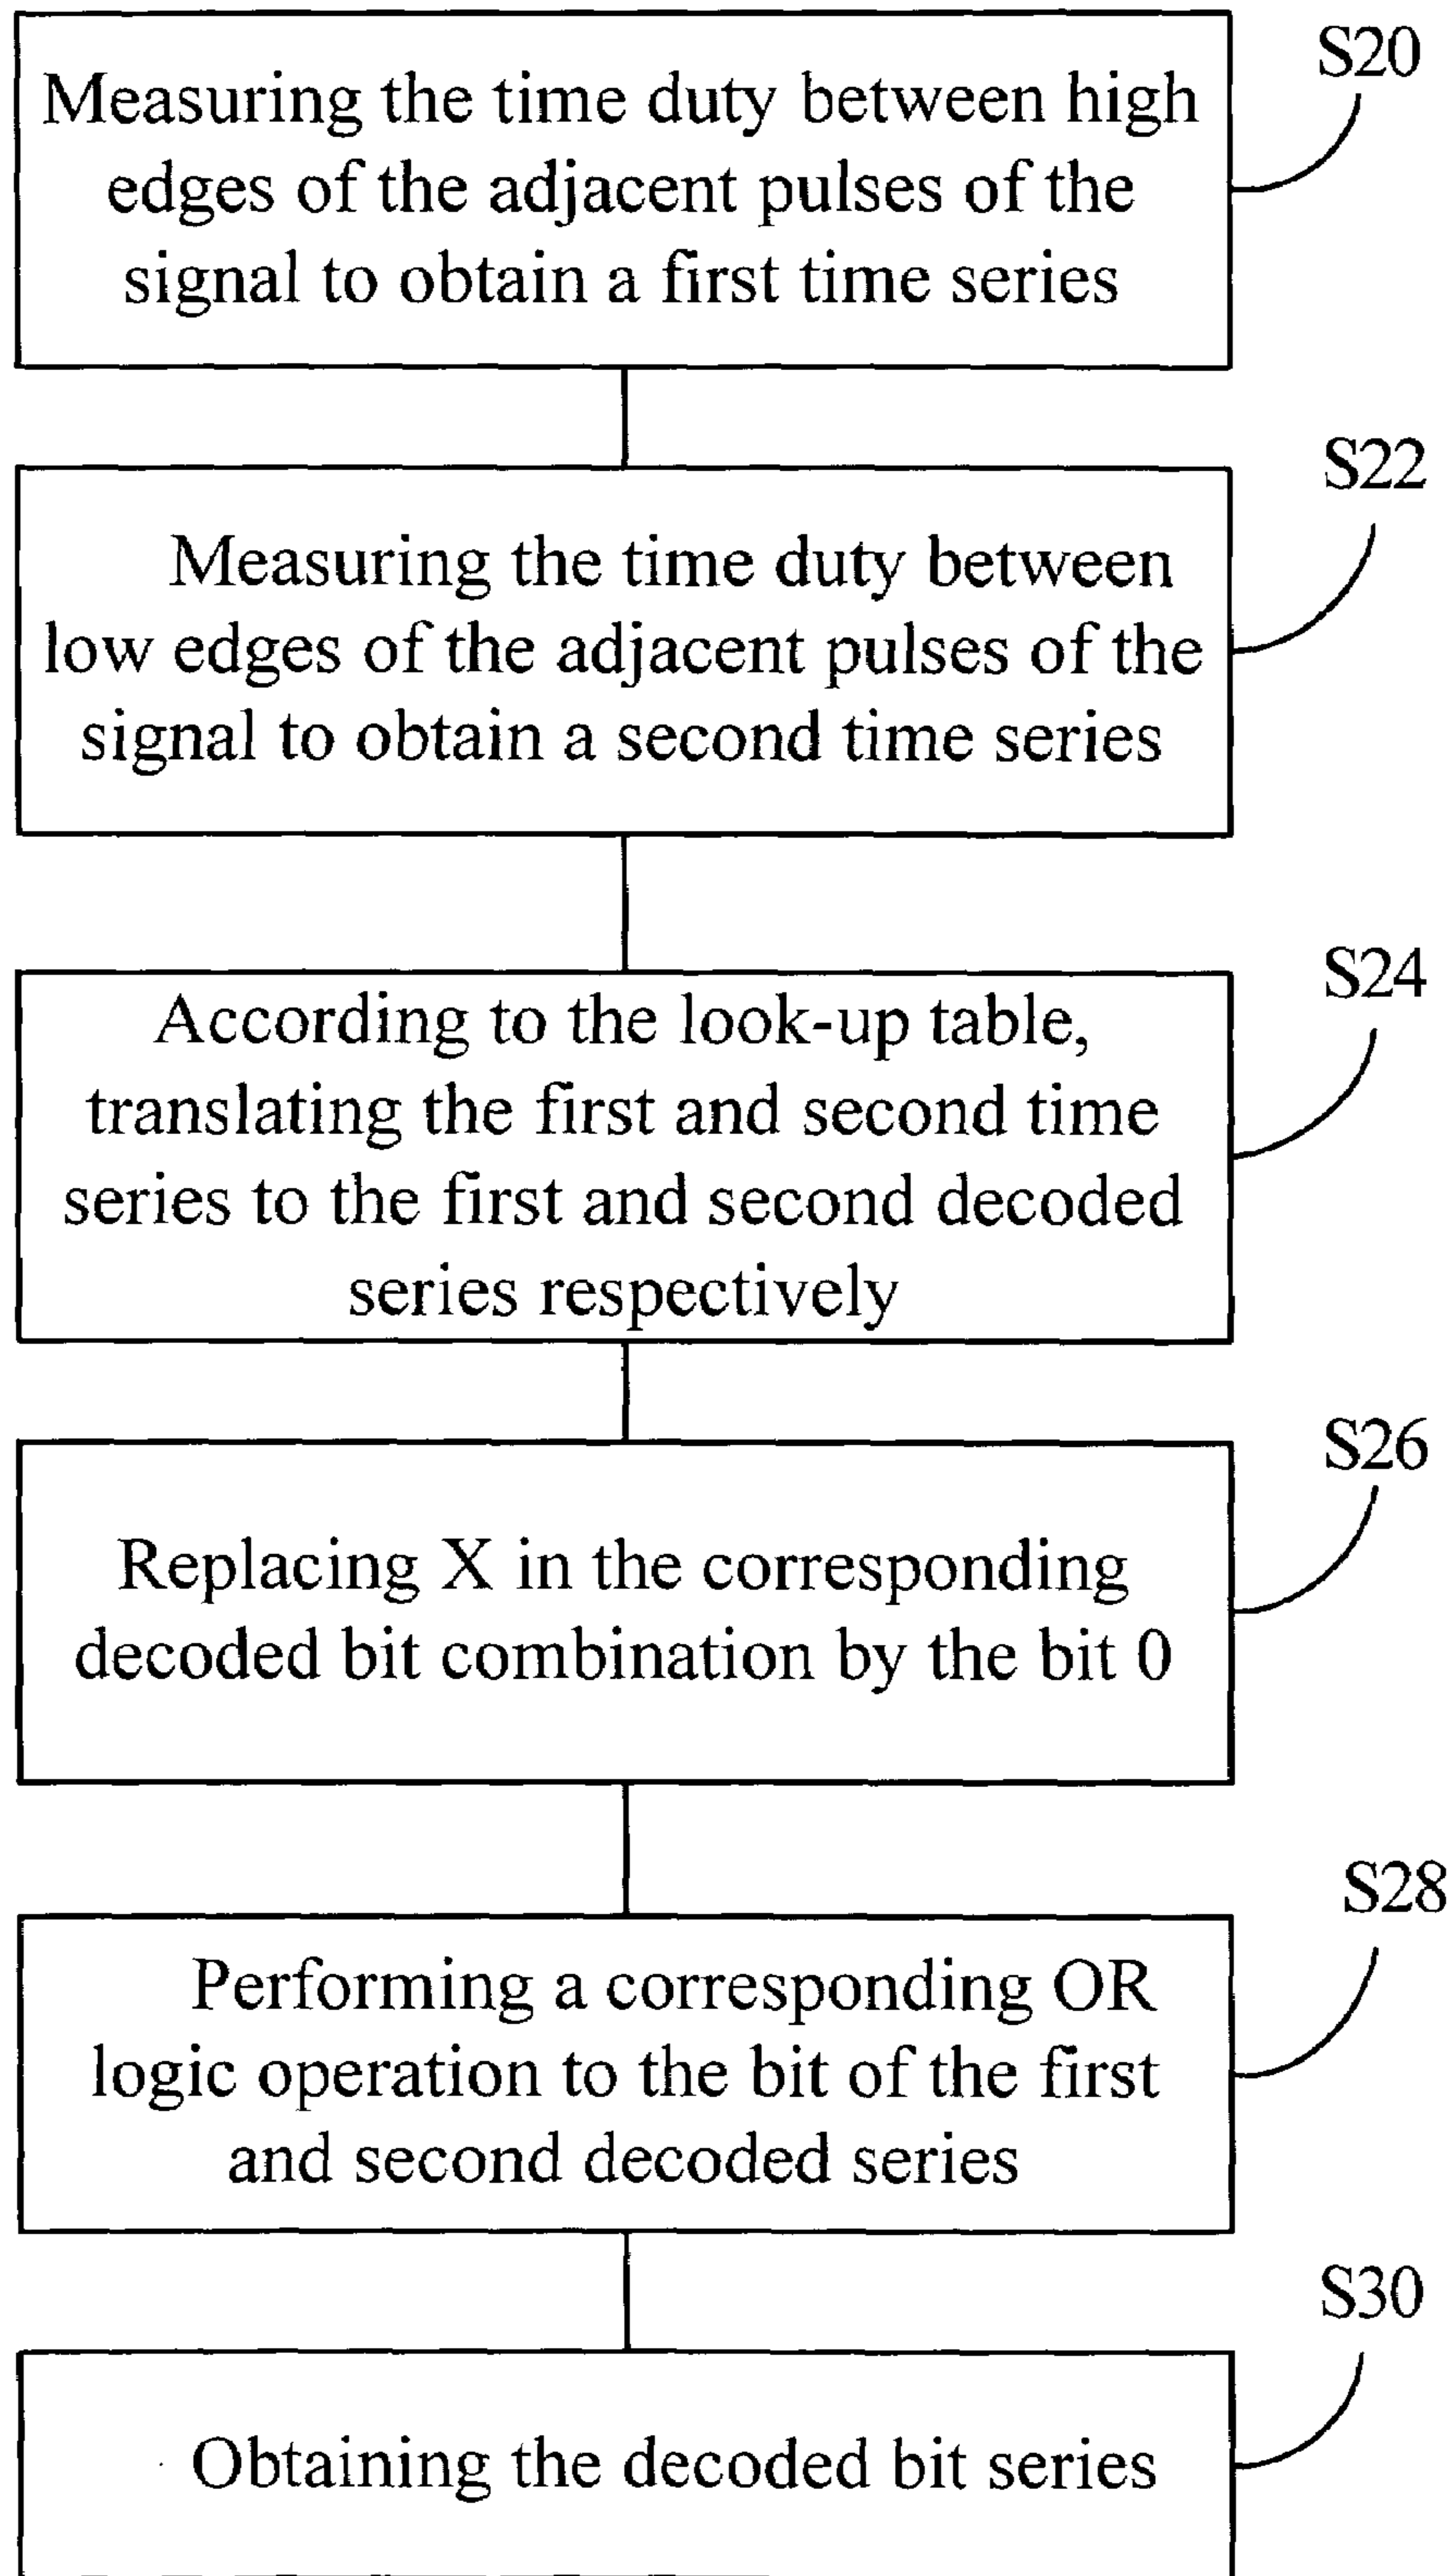 S20
Measuring the time duty between high
edges of the adjacent pulses of the
signal to obtain a first time series
S22
Measuring the time duty between
low edges of the adjacent pulses of the
signal to obtain a second time series
S24
According to the look-up table,
translating the first and second time
series to the first and second decoded
series respectively
S26
Replacing X in the corresponding
decoded bit combination by the bit 0
S28
Performing a corresponding OR
logic operation to the bit of the first
and second decoded series
S30
Obtaining the decoded bit series